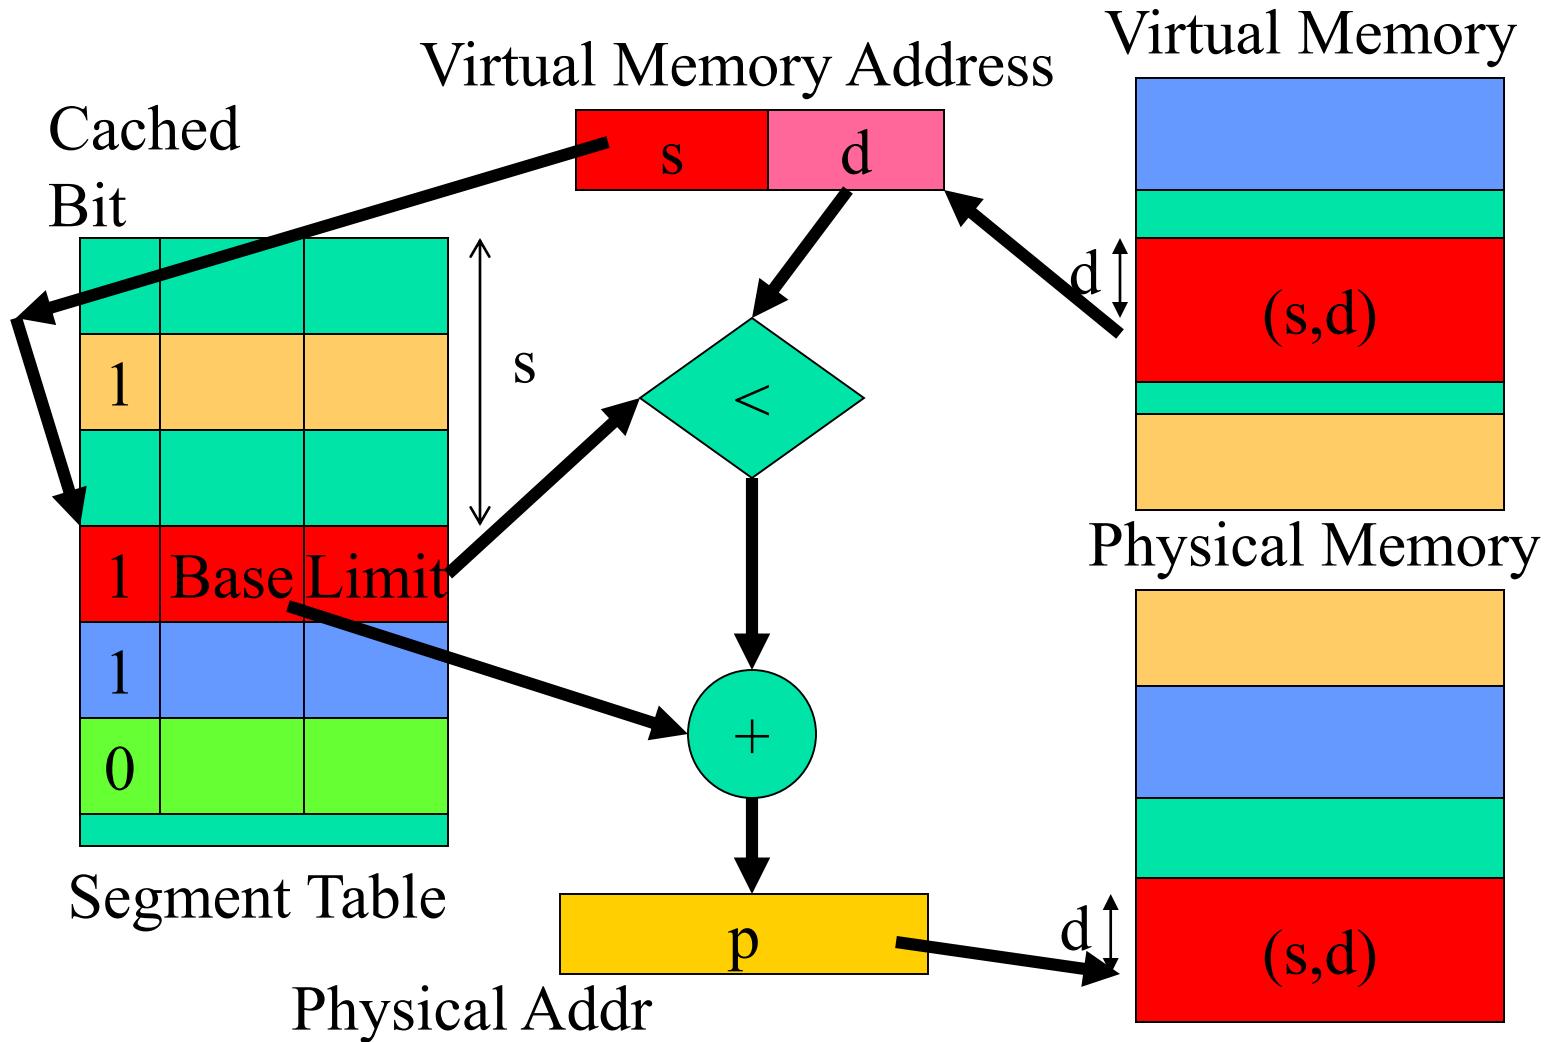 Virtual Memory
Virtual Memory Address
Cached
Bit
s d
d
(s,d)
s
<
1
Physical Memory
1 Base Limit
1
+
0
Segment Table
d
(s,d)
p
Physical Addr